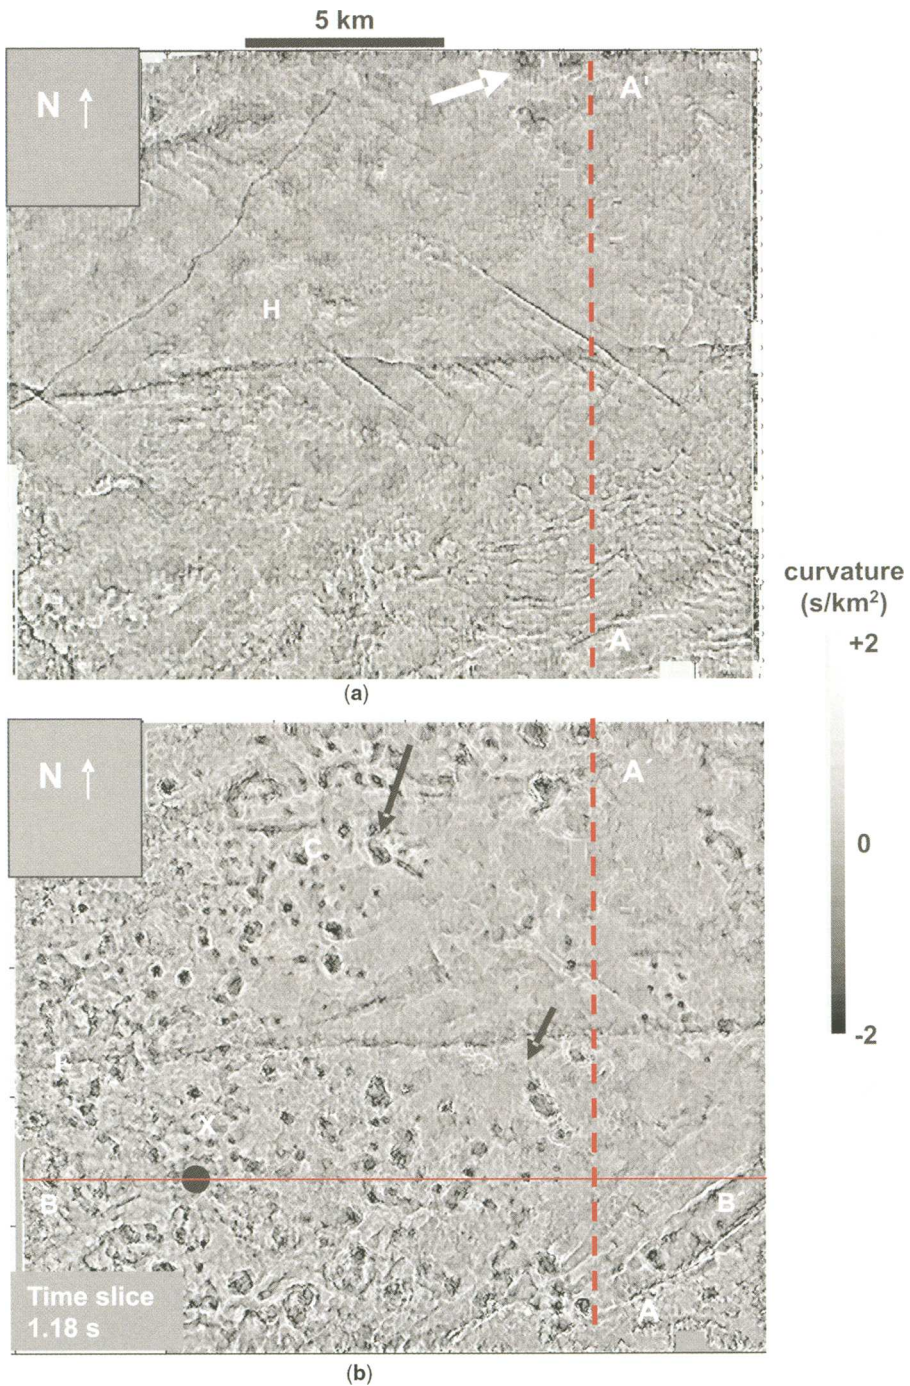 5 km
N
A'
H
A
curvature
(s/km²)
+2
0
-2
(a)
N
A´
C
F
X
B
B
A
Time slice
1.18 s
(b)